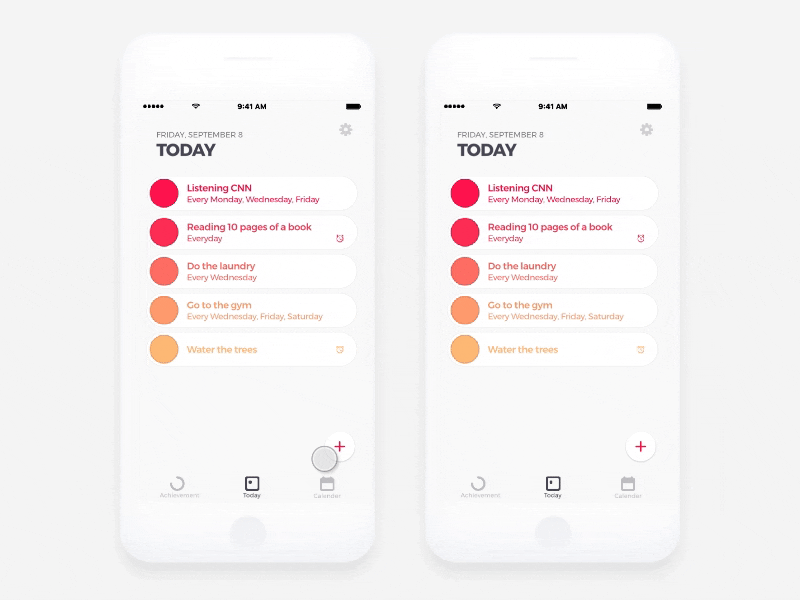 9:41 AM
FRIDAY, SEPTEMBER 8
TODAY
Listening CNN
Every Monday, Wednesday, Friday
Reading 10 pages of a book
Everyday
Do the laundry
Every Wednesday
Go to the gym
Every Wednesday, Friday, Saturday
Water the trees
Achievement
Today
Calender
9:41 AM
FRIDAY, SEPTEMBER 8
TODAY
Listening CNN
Every Monday, Wednesday, Friday
Reading 10 pages of a book
Everyday
Do the laundry
Every Wednesday
Go to the gym
Every Wednesday, Friday, Saturday
Water the trees
Achievement
Today
Calender